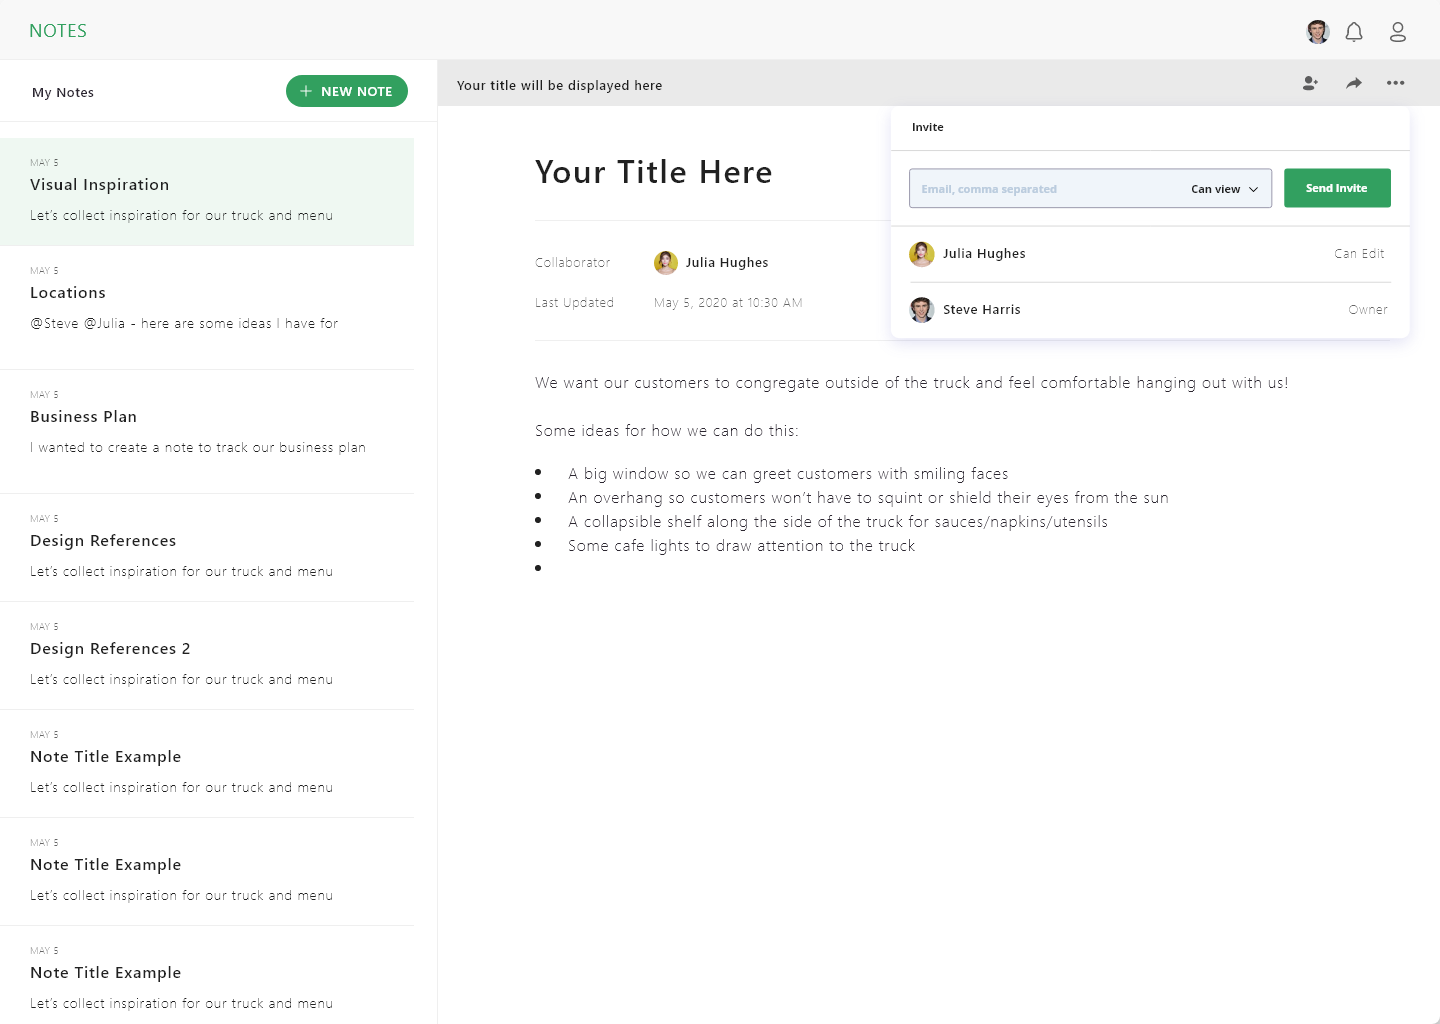 NOTES
My Notes
NEW NOTE
MAY 5
Visual Inspiration
Let's collect inspiration for our truck and menu
MAY 5
Locations
@Steve @Julia - here are some ideas I have for
MAY 5
Business Plan
I wanted to create a note to track our business plan
MAY 5
Design References
Let's collect inspiration for our truck and menu
MAY 5
Design References 2
Let's collect inspiration for our truck and menu
MAY 5
Note Title Example
Let's collect inspiration for our truck and menu
MAY 5
Note Title Example
Let's collect inspiration for our truck and menu
MAY 5
Note Title Example
Let's collect inspiration for our truck and menu
Your title will be displayed here
Your Title Here
Collaborator Julia Hughes
Last Updated May 5, 2020 at 10:30 AM
Invite
Email, comma separated Can view Send Invite
Julia Hughes Can Edit
Steve Harris Owner
We want our customers to congregate outside of the truck and feel comfortable hanging out with us!
Some ideas for how we can do this:
• A big window so we can greet customers with smiling faces
• An overhang so customers won't have to squint or shield their eyes from the sun
• A collapsible shelf along the side of the truck for sauces/napkins/utensils
• Some cafe lights to draw attention to the truck
•